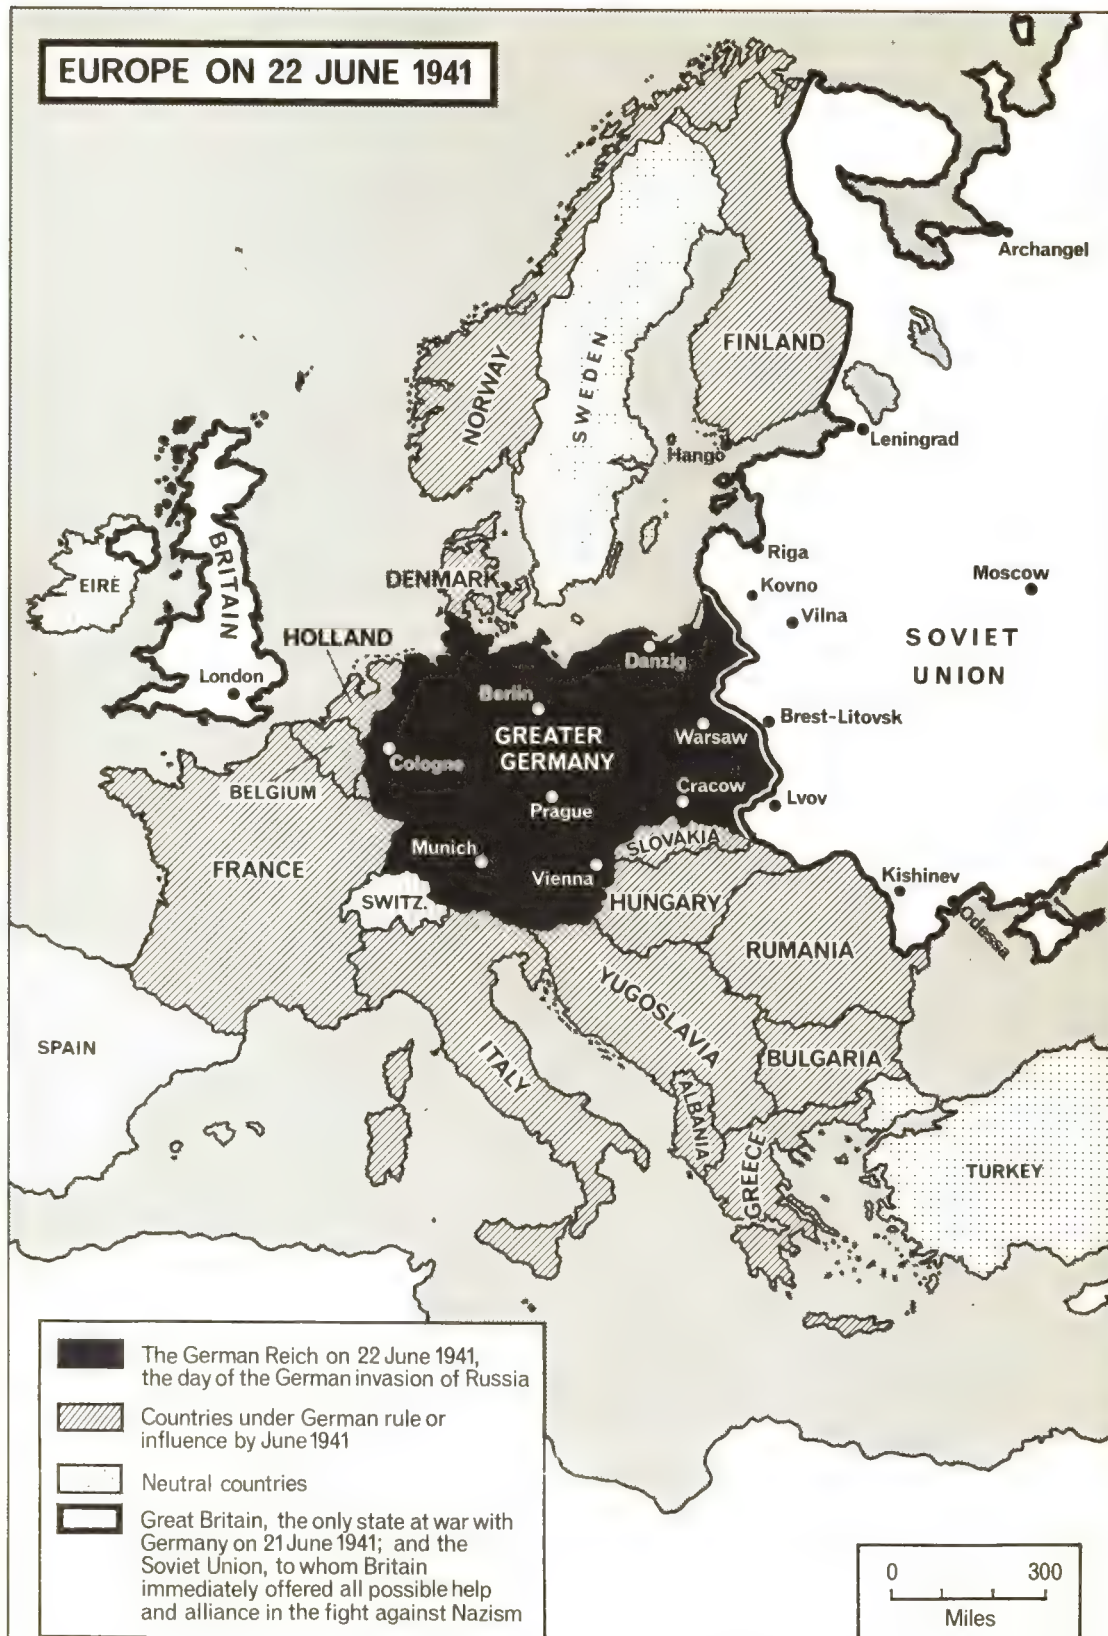 EUROPE ON 22 JUNE 1941
Archangel
FINLAND
NORWAY
SWEDEN
Leningrad
Hangö
BRITAIN
EIRE
DENMARK
Riga
Kovno
Vilna
Moscow
SOVIET
UNION
HOLLAND
London
Danzig
Berlin
GREATER
GERMANY
Warsaw
Brest-Litovsk
Cologne
BELGIUM
Prague
Cracow
Lvov
FRANCE
Munich
Vienna
SLOVAKIA
SWITZ.
HUNGARY
Kishinev
Odessa
RUMANIA
YUGOSLAVIA
SPAIN
ITALY
BULGARIA
ALBANIA
GREECE
TURKEY
The German Reich on 22 June 1941,
the day of the German invasion of Russia
Countries under German rule or
influence by June 1941
Neutral countries
Great Britain, the only state at war with
Germany on 21 June 1941; and the
Soviet Union, to whom Britain
immediately offered all possible help
and alliance in the fight against Nazism
0 300
Miles